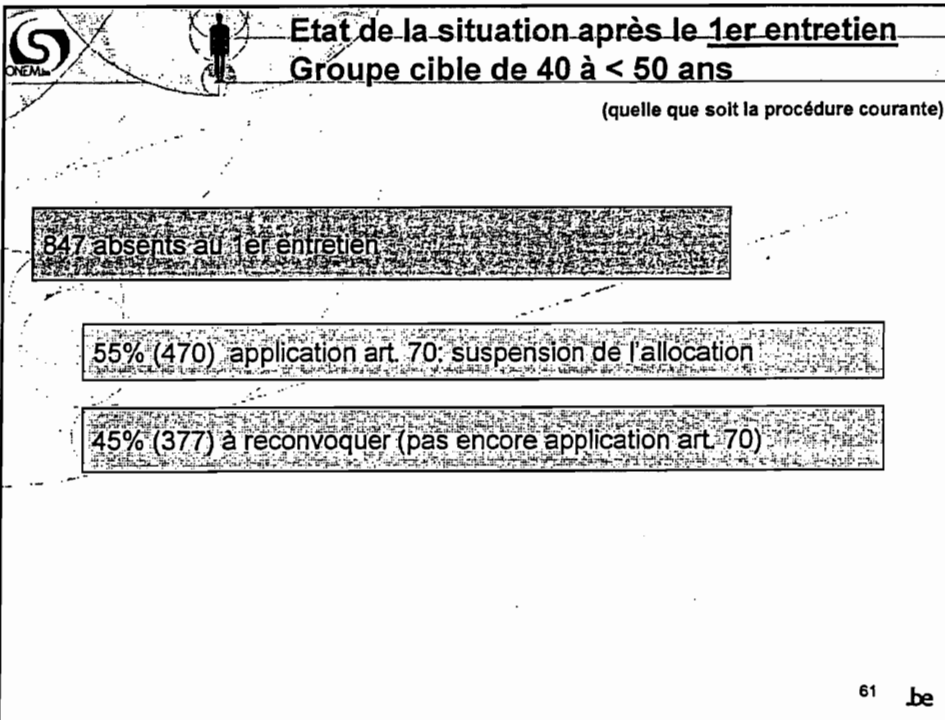 ONEM.be
Etat de la situation après le 1er entretien
Groupe cible de 40 à < 50 ans
(quelle que soit la procédure courante)
847 absents au 1er entretien
55% (470) application art. 70: suspension de l'allocation
45% (377) à reconvoquer (pas encore application art. 70)
61
.be